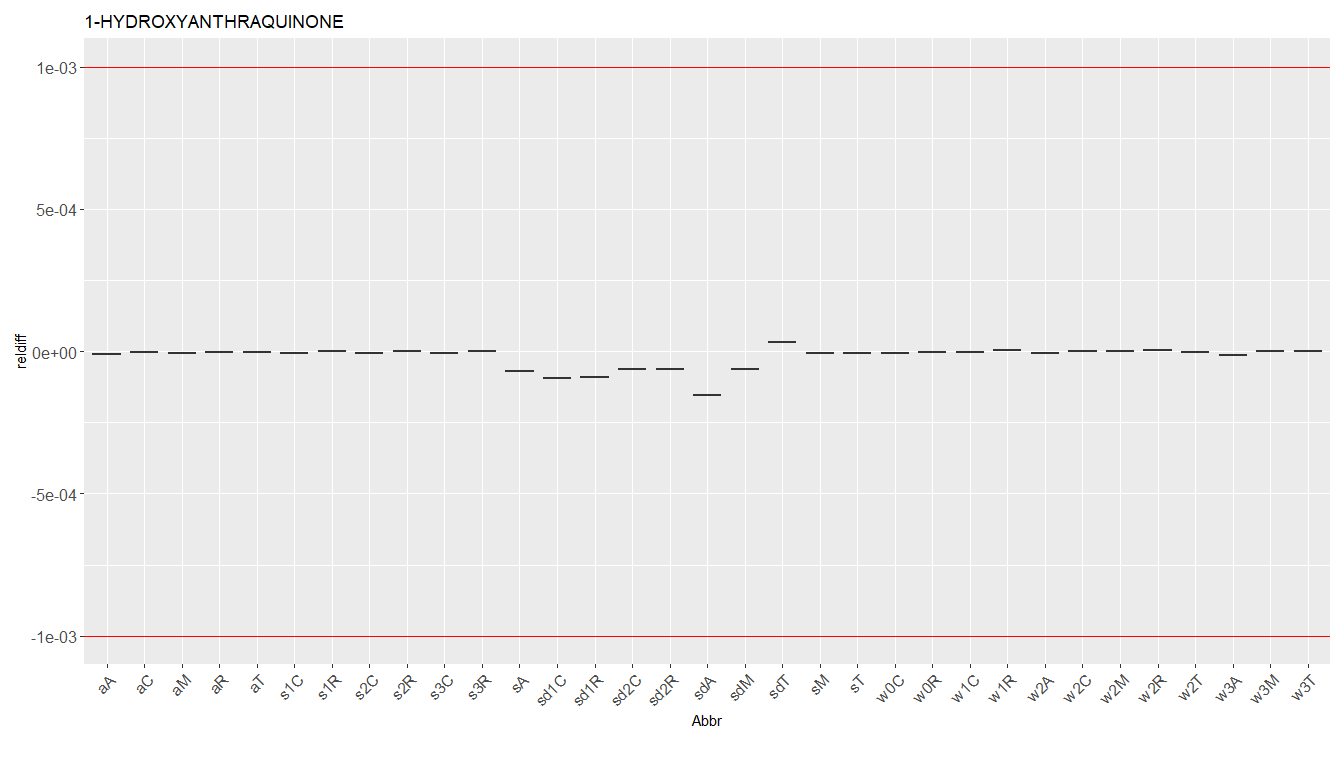 1-HYDROXYANTHRAQUINONE
1e-03
5e-04
0e+00
-5e-04
-1e-03
reldiff
aA aC aM aR aT s1C s1R s2C s2R s3C s3R sA sd1C sd1R sd2C sd2R sdA sdM sdT sM sT w0C w0R w1C w1R w2A w2C w2M w2R w2T w3A w3M w3T
Abbr